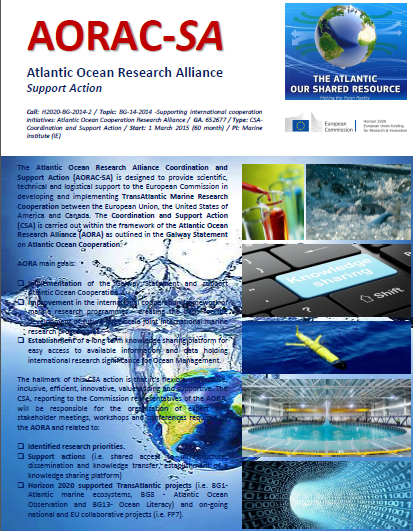 AORAC-SA
Atlantic Ocean Research Alliance
Support Action
THE ATLANTIC
OUR SHARED RESOURCE
Making the Vision Reality
Call: H2020-BG-2014-2 / Topic: BG-14-2014 -Supporting international cooperation
initiatives: Atlantic Ocean Cooperation Research Alliance / GA. 652677 / Type: CSA-
Coordination and Support Action / Start: 1 March 2015 (60 month) / PI: Marine
Institute (IE)
European
Commission
Horizon 2020
European Union funding
for Research & Innovation
The Atlantic Ocean Research Alliance Coordination and
Support Action (AORAC-SA) is designed to provide scientific,
technical and logistical support to the European Commission in
developing and implementing TransAtlantic Marine Research
Cooperation between the European Union, the United States of
America and Canada. The Coordination and Support Action
(CSA) is carried out within the framework of the Atlantic Ocean
Research Alliance (AORA) as outlined in the Galway Statement
on Atlantic Ocean Cooperation.
AORA main goals:
Implementation of the Galway Statement and support
Atlantic Ocean Cooperation.
Improvement in the international cooperation framework of
marine research programmes
joint international marine
research
Establishment of a long term knowledge sharing platform for
easy access to available information and data holding
international research significance for Ocean Management.
Knowledge
sharing
Shift
The hallmark of this CSA action is that it's flexible,
inclusive, efficient, innovative, value-adding and supportive. The
CSA, reporting to the Commission representatives of the AORA,
will be responsible for the organization of expert and
stakeholder meetings, workshops and conferences required by
the AORA and related to:
Identified research priorities.
Support actions (i.e. shared access to infrastructure,
dissemination and knowledge transfer, establishment of a
knowledge sharing platform)
Horizon 2020 supported TransAtlantic projects (i.e. BG1-
Atlantic marine ecosystems, BG8 - Atlantic Ocean
Observation and BG13- Ocean Literacy) and on-going
national and EU collaborative projects (i.e. FP7).